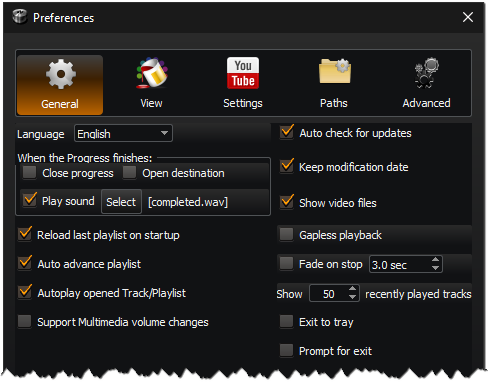 Preferences
You
Tube
General View Settings Paths Advanced
Language English
When the Progress finishes:
Close progress Open destination
Play sound Select [completed.wav]
Reload last playlist on startup
Auto advance playlist
Autoplay opened Track/Playlist
Support Multimedia volume changes
Auto check for updates
Keep modification date
Show video files
Gapless playback
Fade on stop 3.0 sec
Show 50 recently played tracks
Exit to tray
Prompt for exit